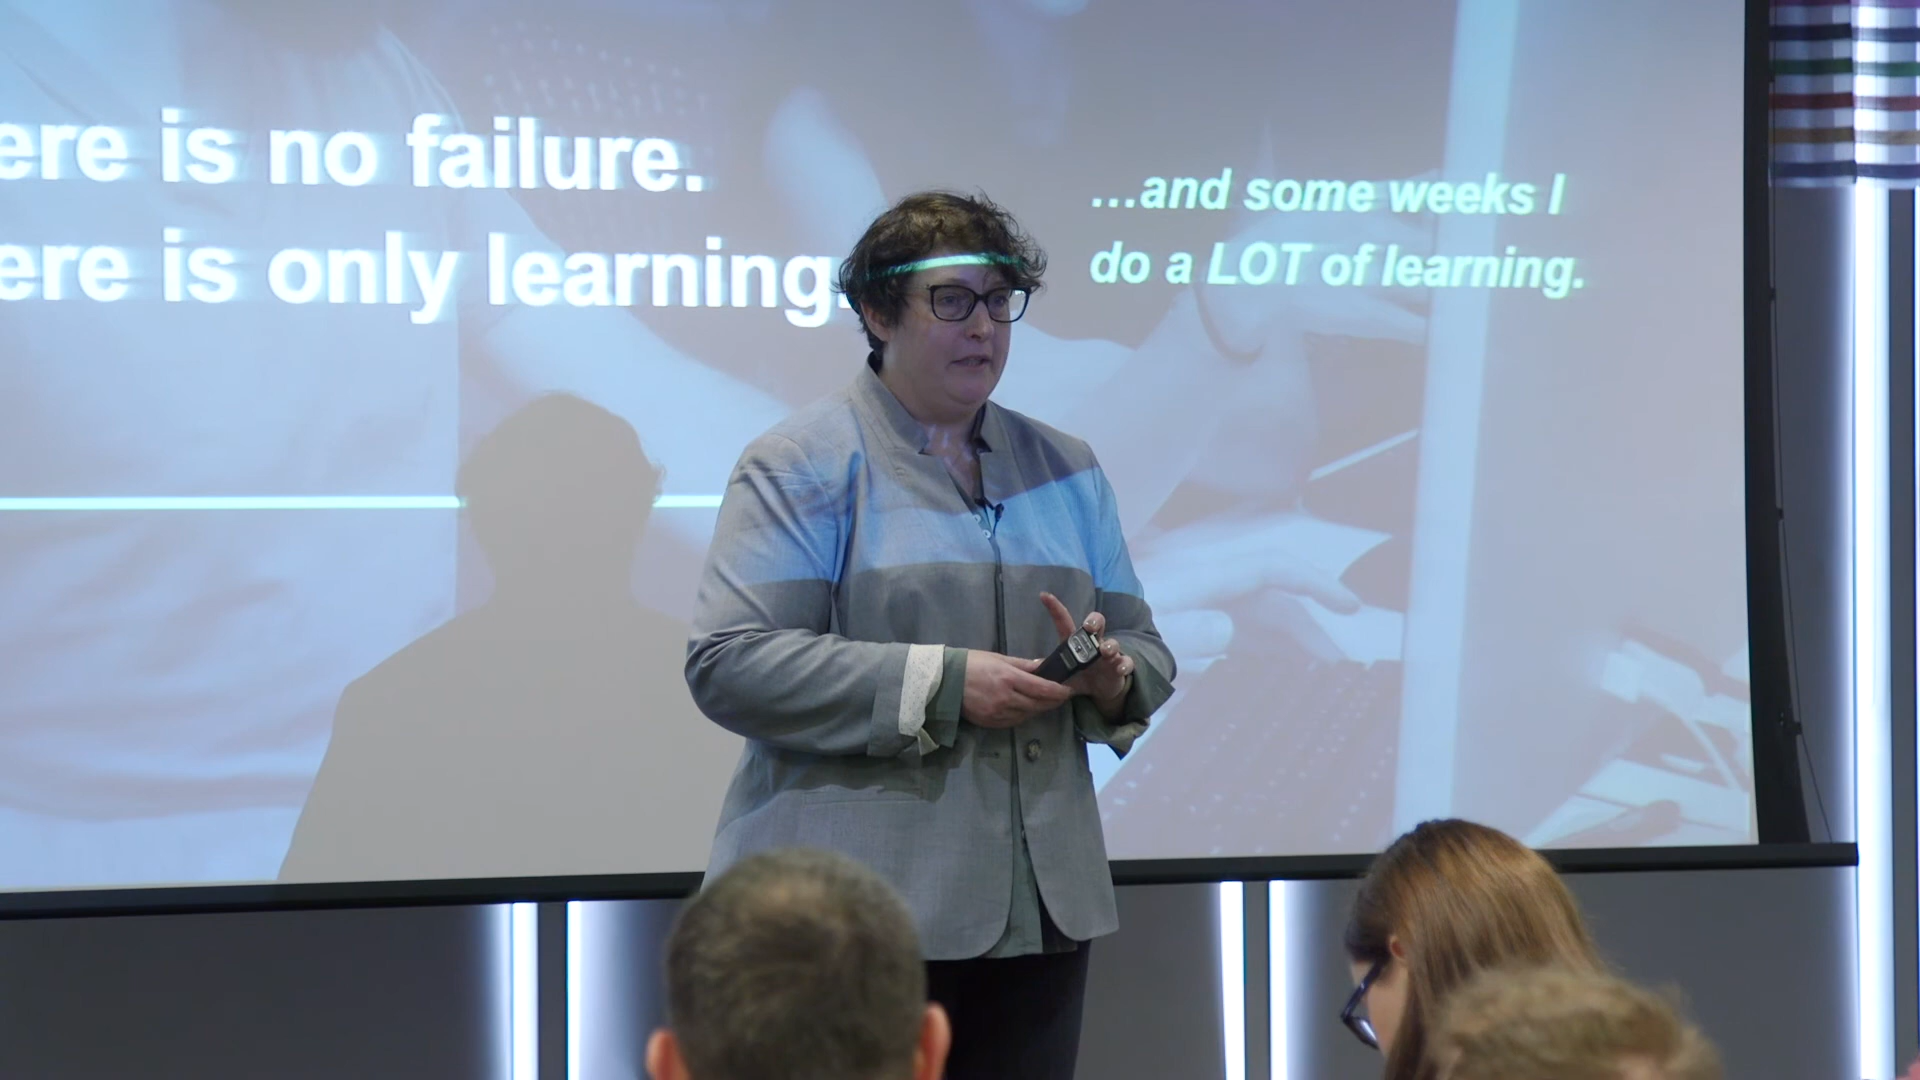 ere is no failure.
ere is only learning.
...and some weeks I
do a LOT of learning.